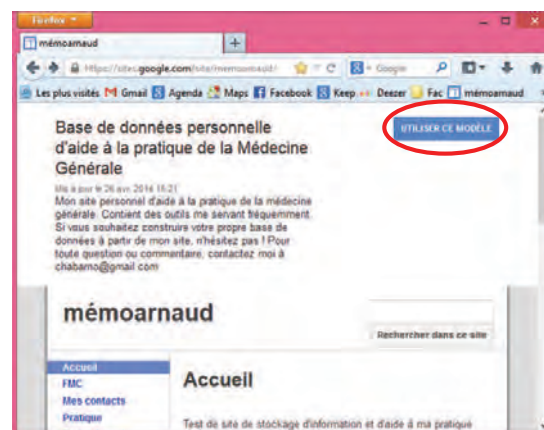 Firefox
mémoarnaud
https://sites.google.com/site/memoarnaud/
Google
Les plus visités Gmail Agenda Maps Facebook Keep Deezer Fac mémoarnaud
Base de données personnelle
d'aide à la pratique de la Médecine
Générale
UTILISER CE MODÈLE
Mis à jour le 26 avr. 2014 15:21
Mon site personnel d'aide à la pratique de la médecine
générale. Contient des outils me servant fréquemment.
Si vous souhaitez construire votre propre base de
données à partir de mon site, n'hésitez pas ! Pour
toute question ou commentaire, contactez moi à
chabarno@gmail.com
mémoarnaud
Rechercher dans ce site
Accueil
FMC
Mes contacts
Pratique
Accueil
Test de site de stockage d'information et d'aide à ma pratique